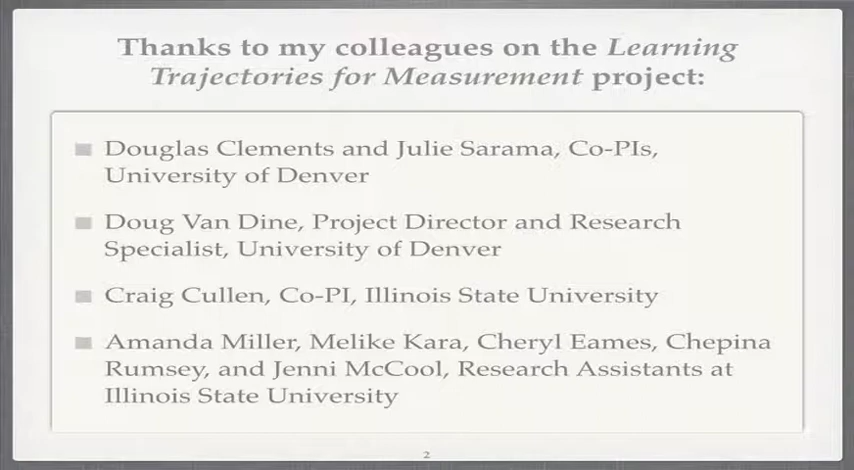 Thanks to my colleagues on the Learning
Trajectories for Measurement project:
Douglas Clements and Julie Sarama, Co-PIs,
University of Denver
Doug Van Dine, Project Director and Research
Specialist, University of Denver
Craig Cullen, Co-PI, Illinois State University
Amanda Miller, Melike Kara, Cheryl Eames, Chepina
Rumsey, and Jenni McCool, Research Assistants at
Illinois State University
2